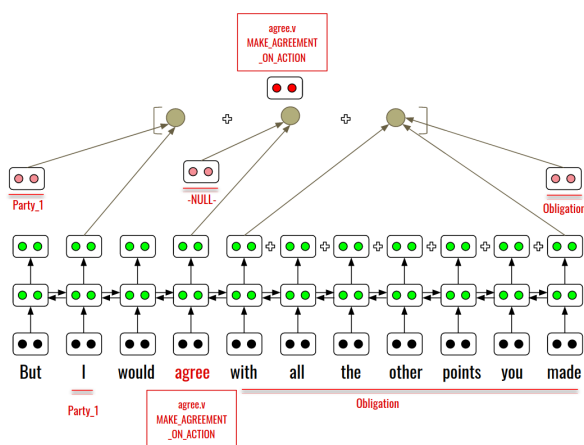 agree.v
MAKE_AGREEMENT
_ON_ACTION
Party_1
-NULL-
Obligation
But I would agree with all the other points you made
Party_1
agree.v
MAKE_AGREEMENT
_ON_ACTION
Obligation